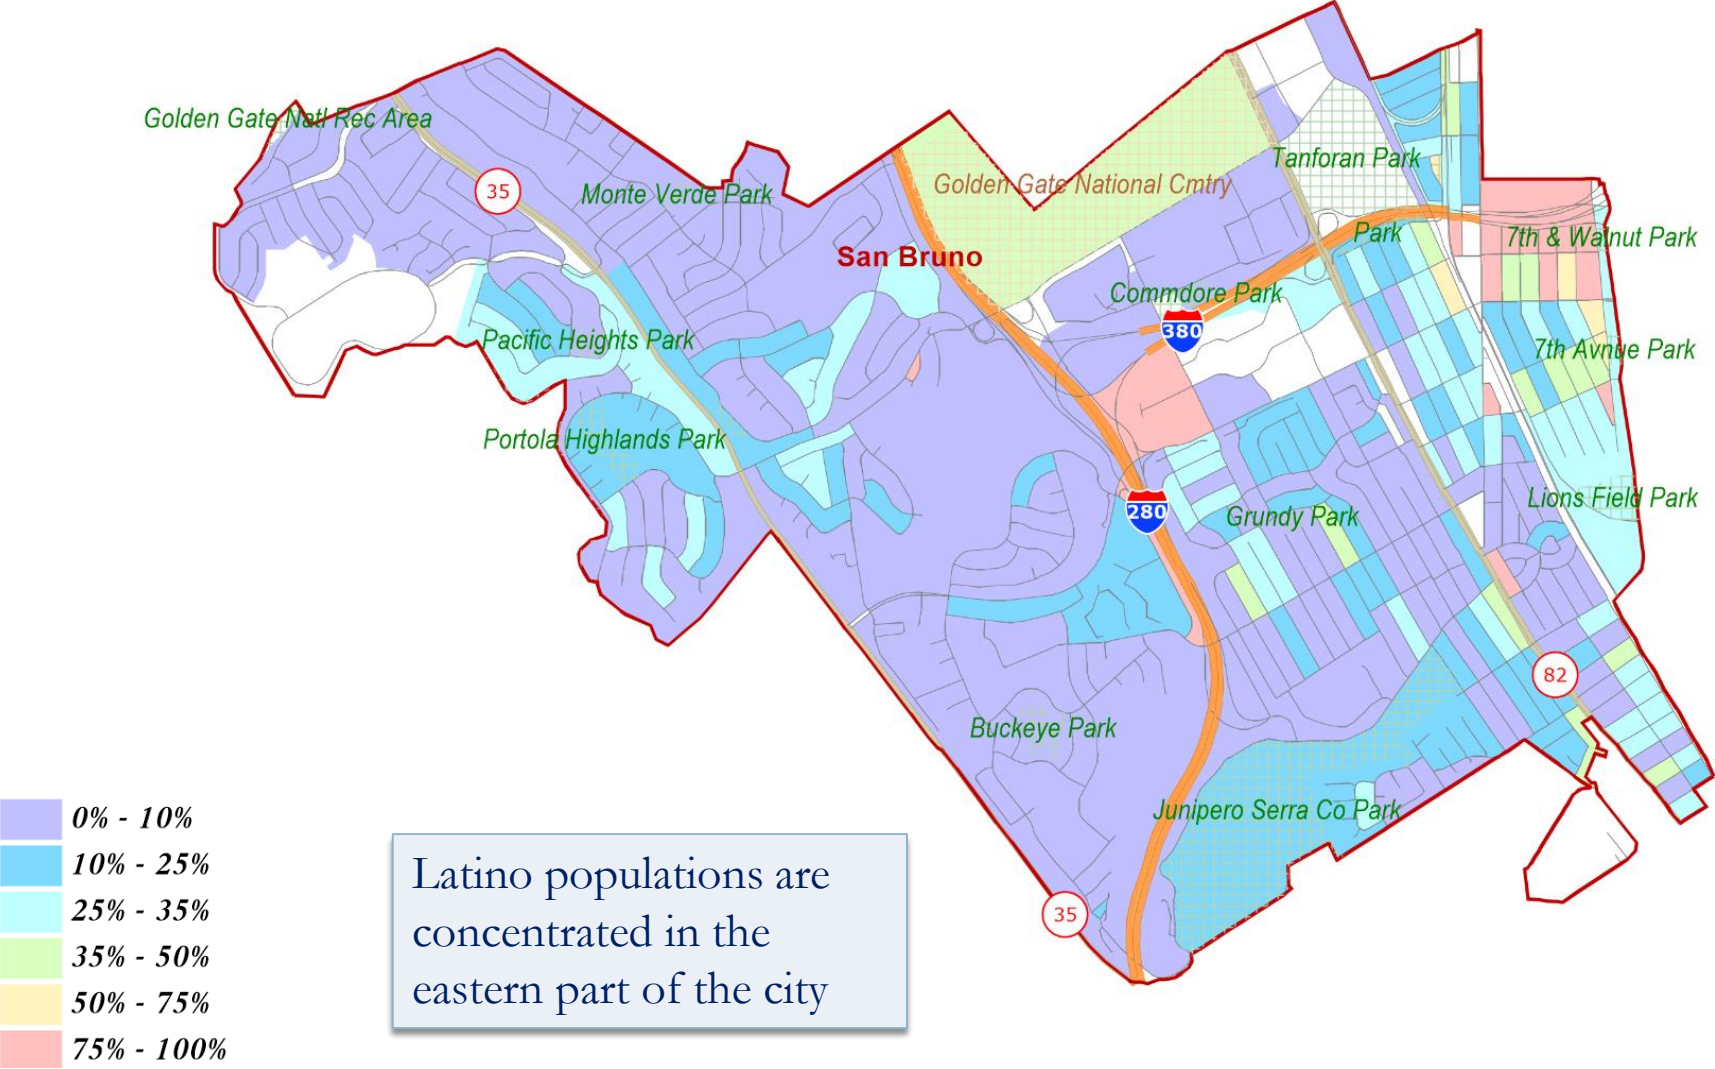 Golden Gate Natl Rec Area
Tanforan Park
35
Monte Verde Park
Golden Gate National Cmtry
Park
7th & Walnut Park
San Bruno
Commdore Park
380
Pacific Heights Park
7th Avnue Park
Portola Highlands Park
280
Grundy Park
Lions Field Park
82
Buckeye Park
Junipero Serra Co Park
35
0% - 10%
10% - 25%
25% - 35%
35% - 50%
50% - 75%
75% - 100%
Latino populations are
concentrated in the
eastern part of the city